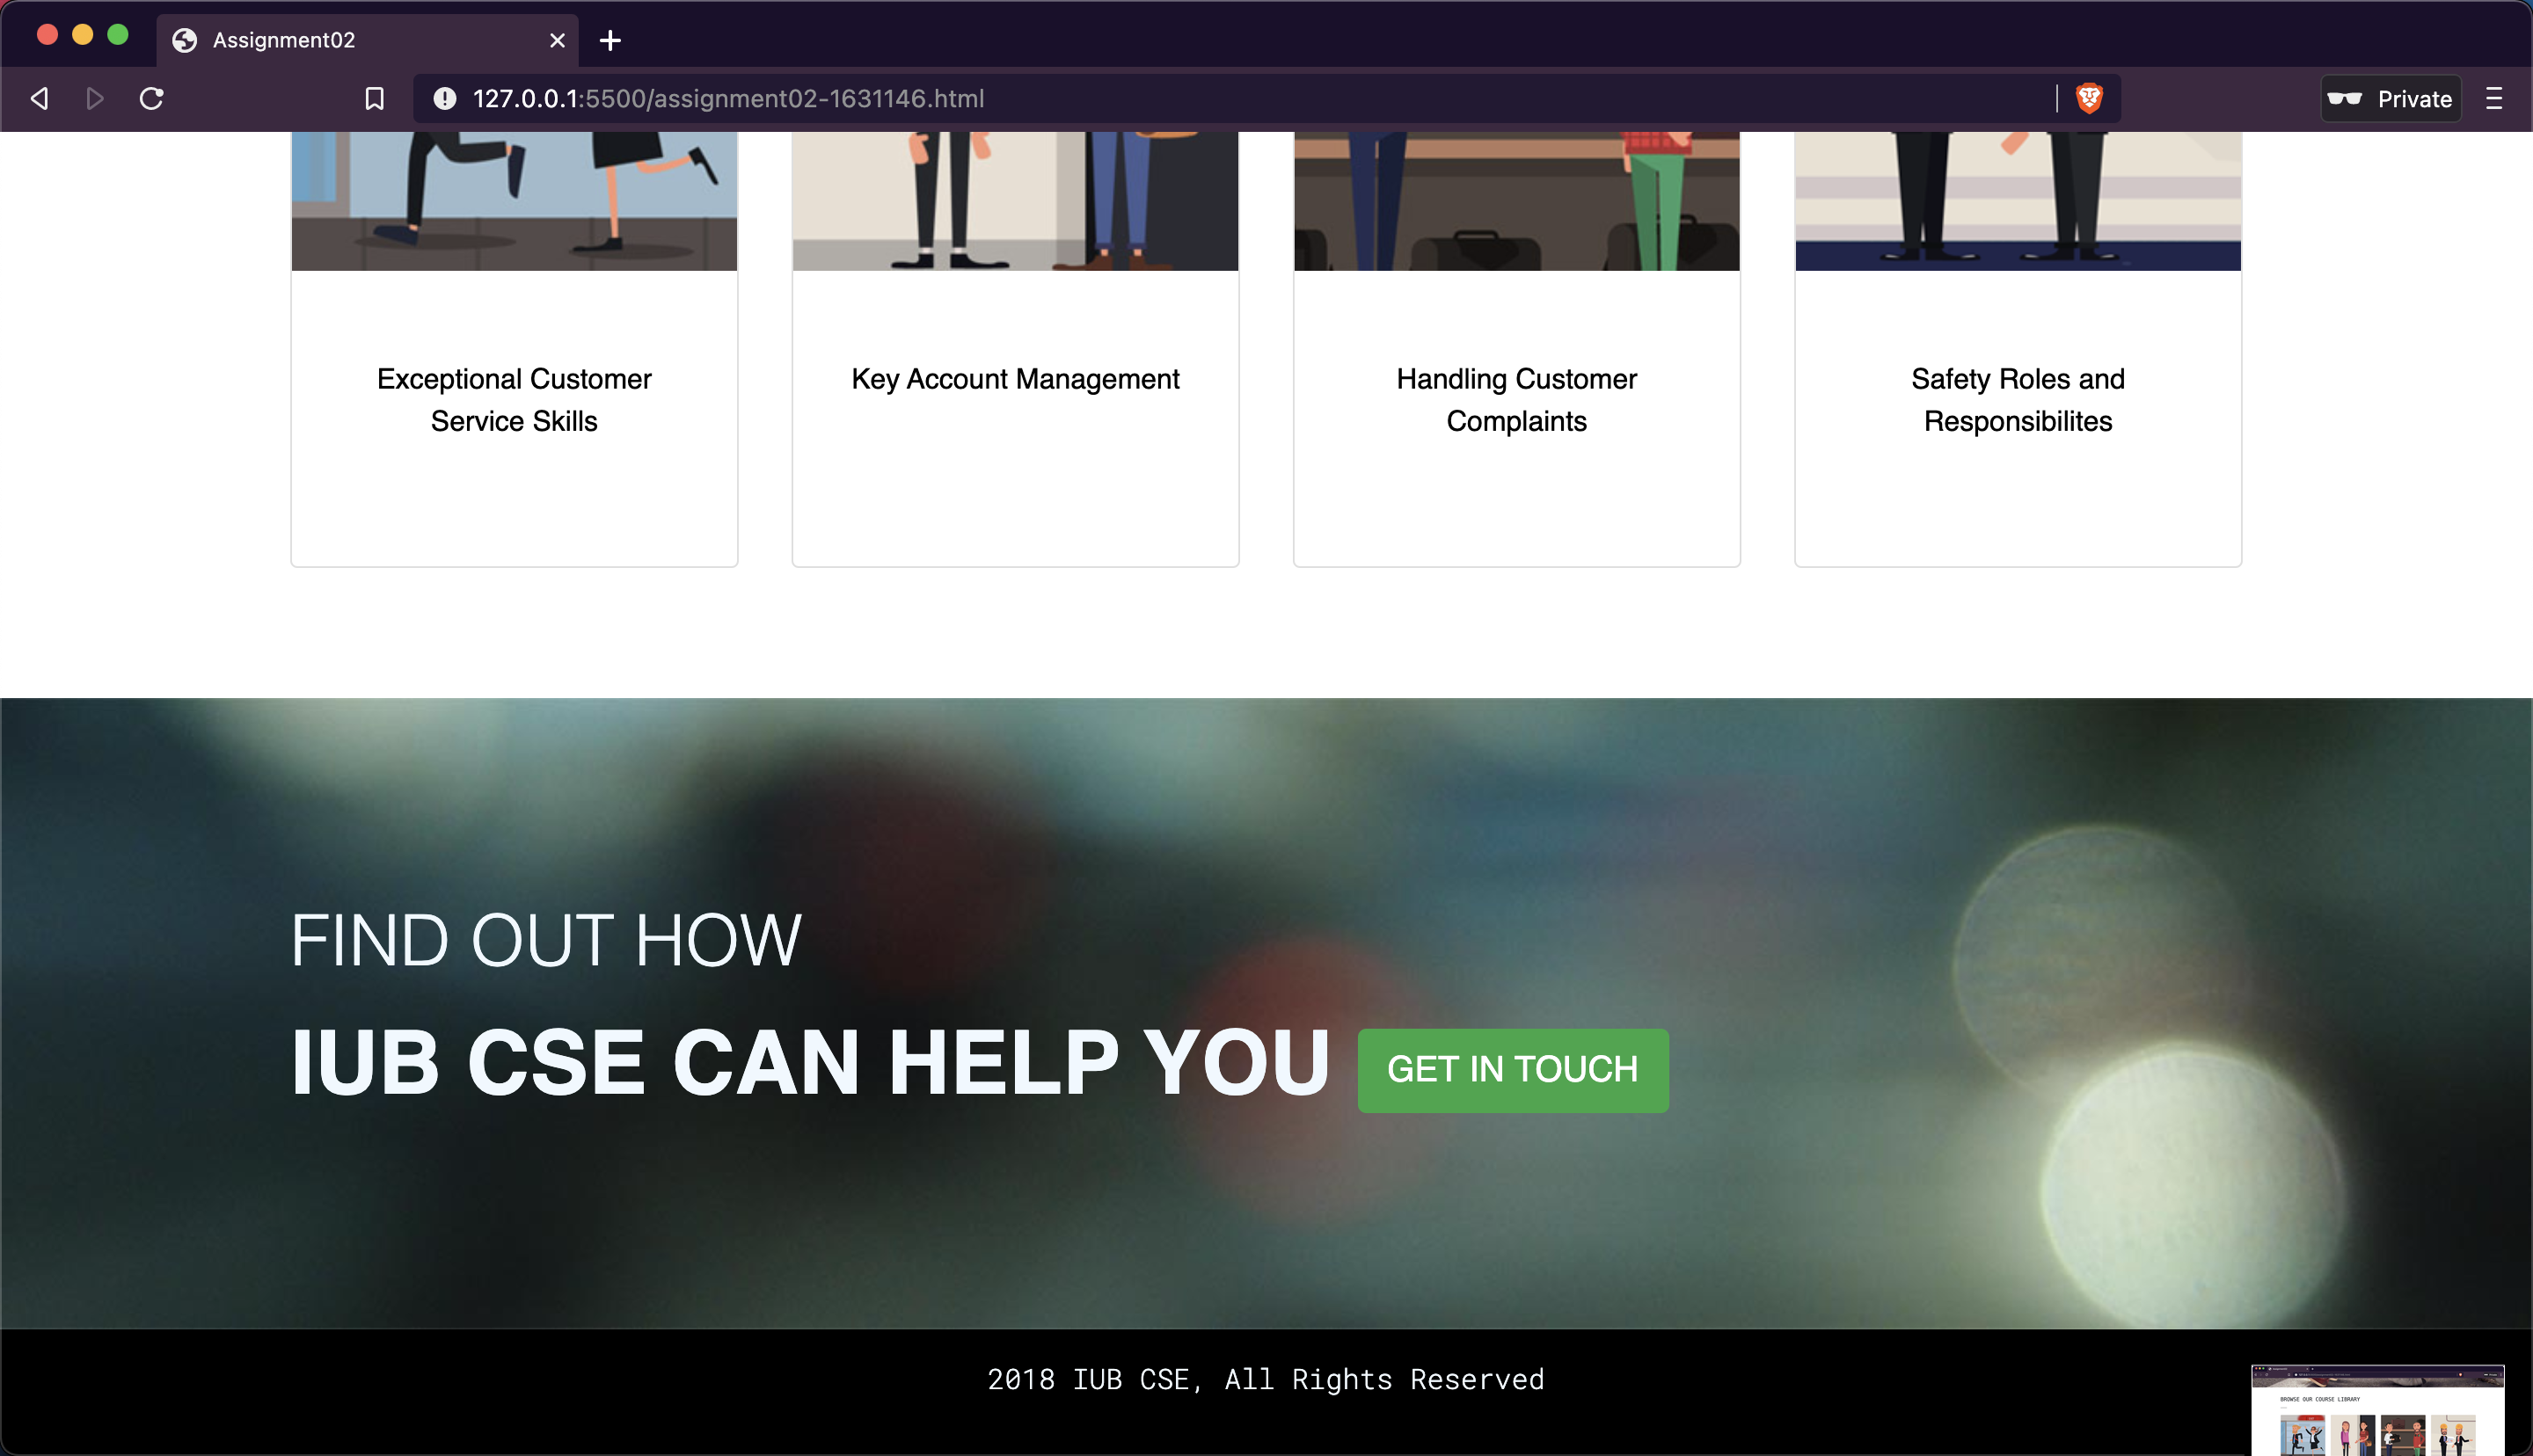 Assignment02
127.0.0.1:5500/assignment02-1631146.html
Private
Exceptional Customer
Service Skills
Key Account Management
Handling Customer
Complaints
Safety Roles and
Responsibilites
FIND OUT HOW
IUB CSE CAN HELP YOU
GET IN TOUCH
2018 IUB CSE, All Rights Reserved
BROWSE OUR COURSE LIBRARY